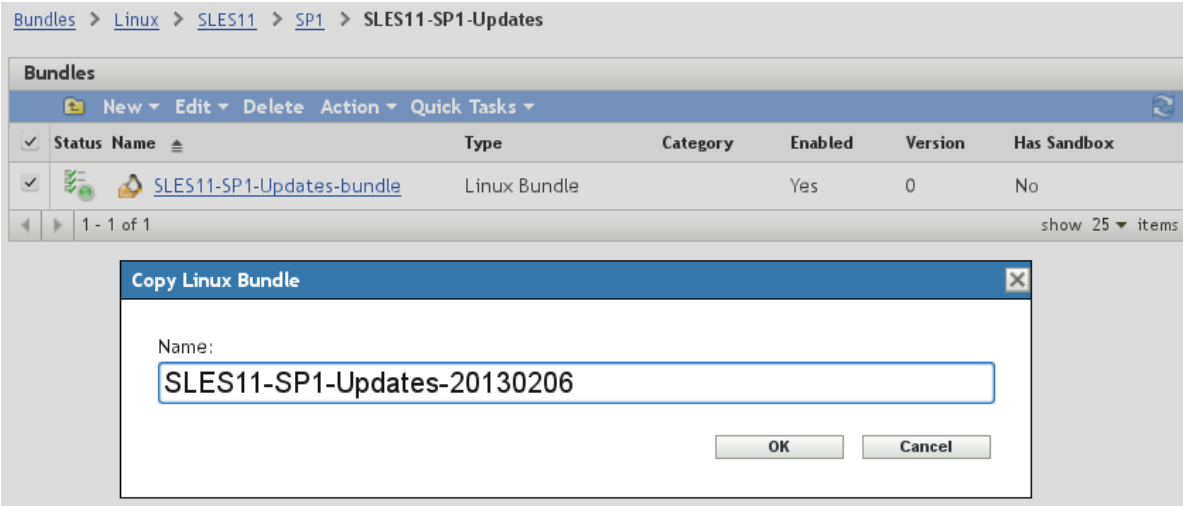 Bundles > Linux > SLES11 > SP1 > SLES11-SP1-Updates
Bundles
New Edit Delete Action Quick Tasks
Status Name Type Category Enabled Version Has Sandbox
SLES11-SP1-Updates-bundle Linux Bundle Yes 0 No
1 - 1 of 1 show 25 items
Copy Linux Bundle
Name:
SLES11-SP1-Updates-20130206
OK Cancel